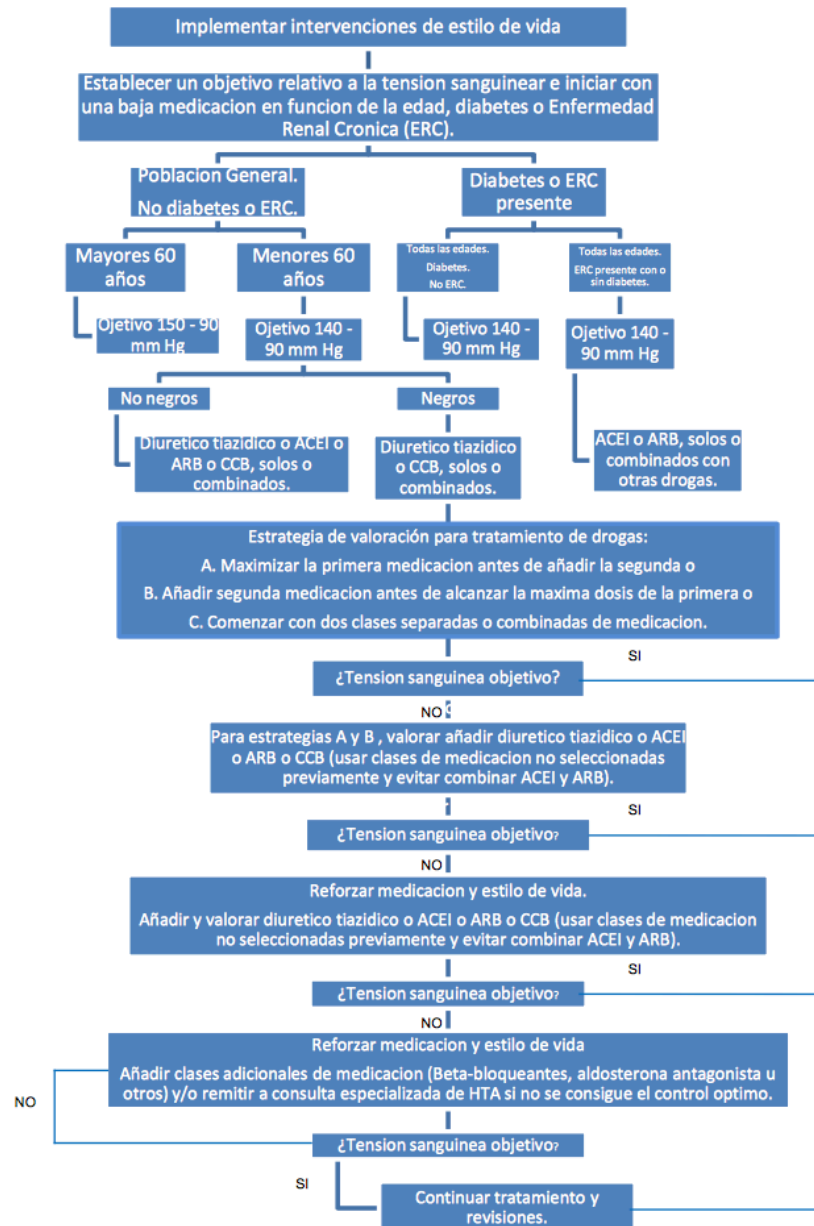 Implementar intervenciones de estilo de vida
Establecer un objetivo relativo a la tension sanguinear e iniciar con
una baja medicacion en funcion de la edad, diabetes o Enfermedad
Renal Cronica (ERC).
Poblacion General.
No diabetes o ERC.
Diabetes o ERC
presente
Mayores 60
años
Menores 60
años
Todas las edades.
Diabetes.
No ERC.
Todas las edades.
ERC presente con o
sin diabetes.
Ojetivo 150 - 90
mm Hg
Ojetivo 140 -
90 mm Hg
Ojetivo 140 -
90 mm Hg
Ojetivo 140 -
90 mm Hg
No negros
Negros
Diuretico tiazidico o ACEI o
ARB o CCB, solos o
combinados.
Diuretico tiazidico
o CCB, solos o
combinados.
ACEI o ARB, solos o
combinados con
otras drogas.
Estrategia de valoración para tratamiento de drogas:
A. Maximizar la primera medicacion antes de añadir la segunda o
B. Añadir segunda medicacion antes de alcanzar la maxima dosis de la primera o
C. Comenzar con dos clases separadas o combinadas de medicacion.
SI
¿Tension sanguinea objetivo?
NO
Para estrategias A y B , valorar añadir diuretico tiazidico o ACEI
o ARB o CCB (usar clases de medicacion no seleccionadas
previamente y evitar combinar ACEI y ARB).
SI
¿Tension sanguinea objetivo?
NO
Reforzar medicacion y estilo de vida.
Añadir y valorar diuretico tiazidico o ACEI o ARB o CCB (usar clases de medicacion
no seleccionadas previamente y evitar combinar ACEI y ARB).
SI
¿Tension sanguinea objetivo?
NO
Reforzar medicacion y estilo de vida
Añadir clases adicionales de medicacion (Beta-bloqueantes, aldosterona antagonista u
otros) y/o remitir a consulta especializada de HTA si no se consigue el control optimo.
NO
¿Tension sanguinea objetivo?
SI
Continuar tratamiento y
revisiones.